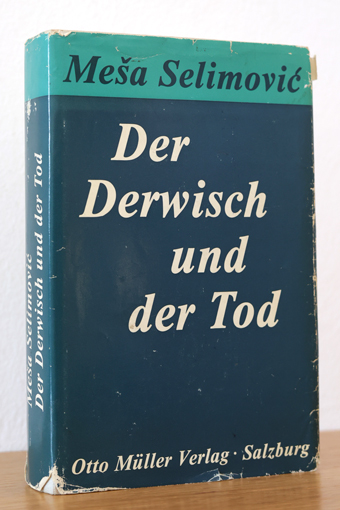 Meša Selimović
Der
Derwisch
und
der Tod
Otto Müller Verlag · Salzburg
Meša Selimović
Der Derwisch und der Tod